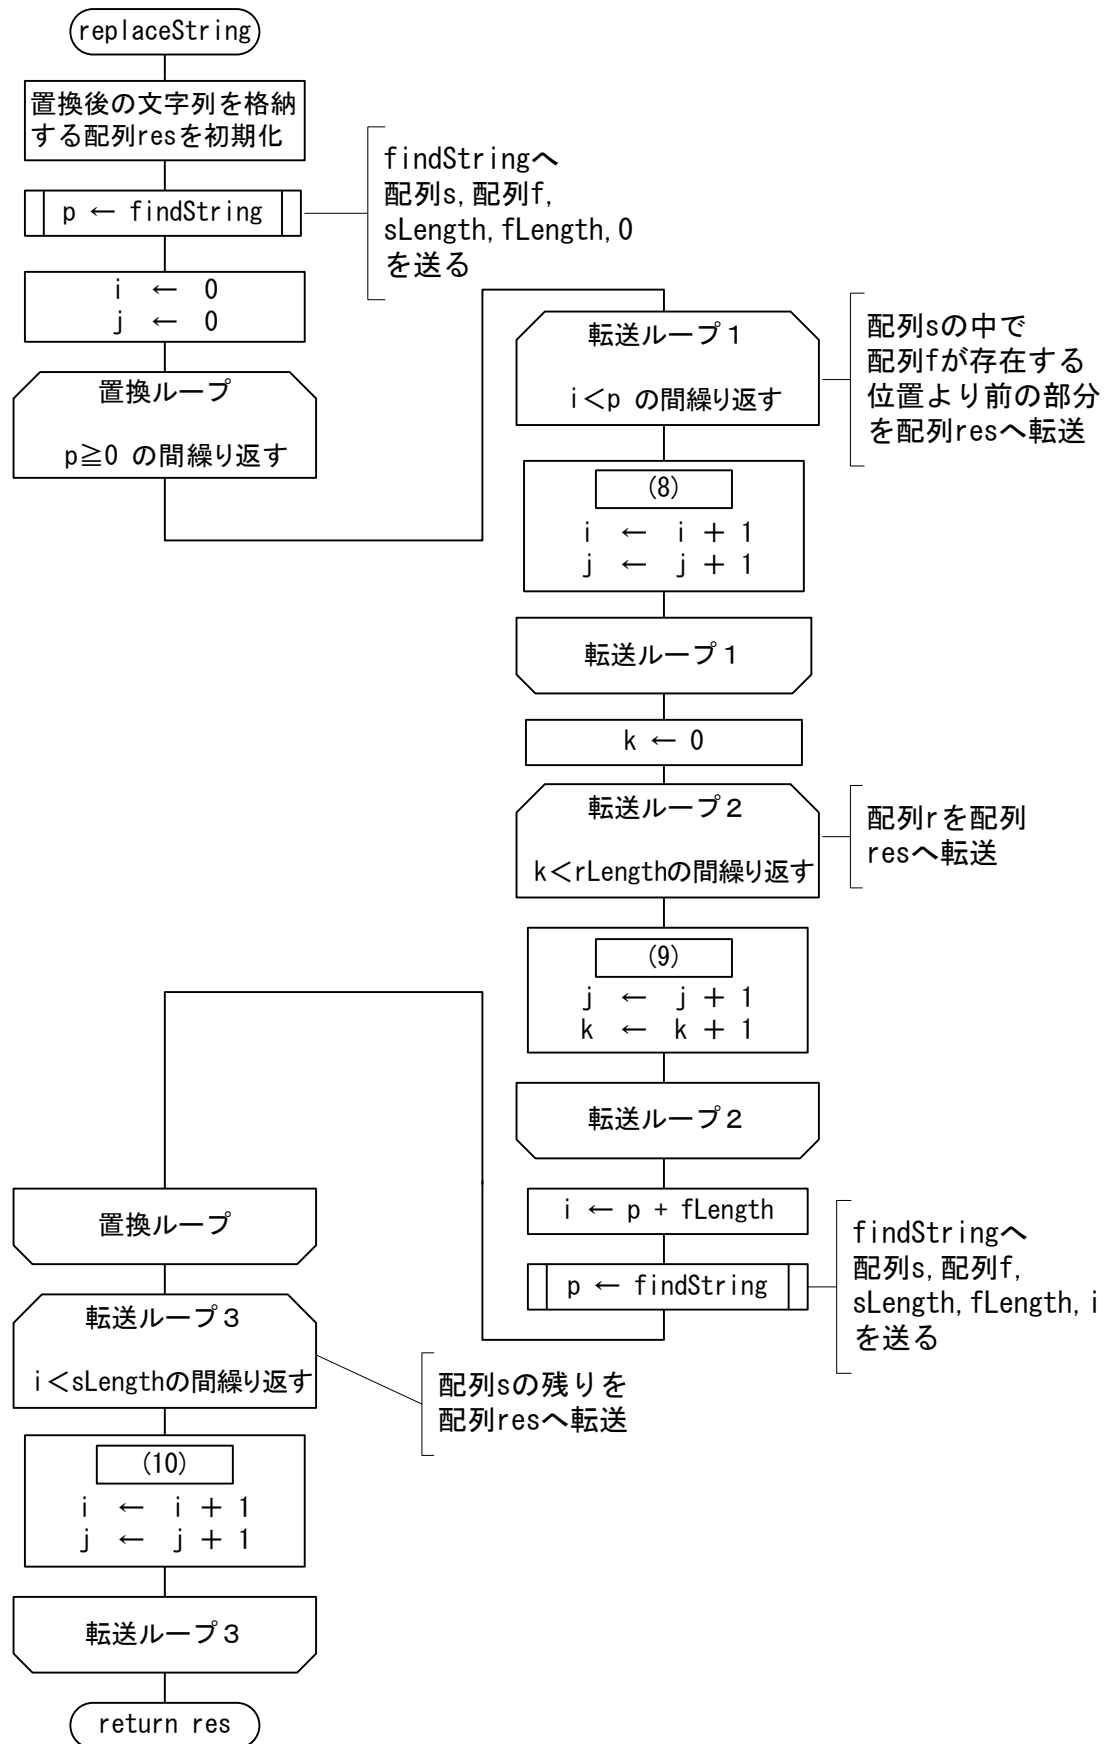 replaceString
置換後の文字列を格納
する配列resを初期化
p ← findString
findStringへ
配列s,配列f,
sLength,fLength,0
を送る
i ← 0
j ← 0
置換ループ
p≧0 の間繰り返す
転送ループ1
i<p の間繰り返す
配列sの中で
配列fが存在する
位置より前の部分
を配列resへ転送
(8)
i ← i + 1
j ← j + 1
転送ループ1
k ← 0
転送ループ2
k<rLengthの間繰り返す
配列rを配列
resへ転送
(9)
j ← j + 1
k ← k + 1
転送ループ2
i ← p + fLength
p ← findString
findStringへ
配列s,配列f,
sLength,fLength,i
を送る
置換ループ
転送ループ3
i<sLengthの間繰り返す
配列sの残りを
配列resへ転送
(10)
i ← i + 1
j ← j + 1
転送ループ3
return res